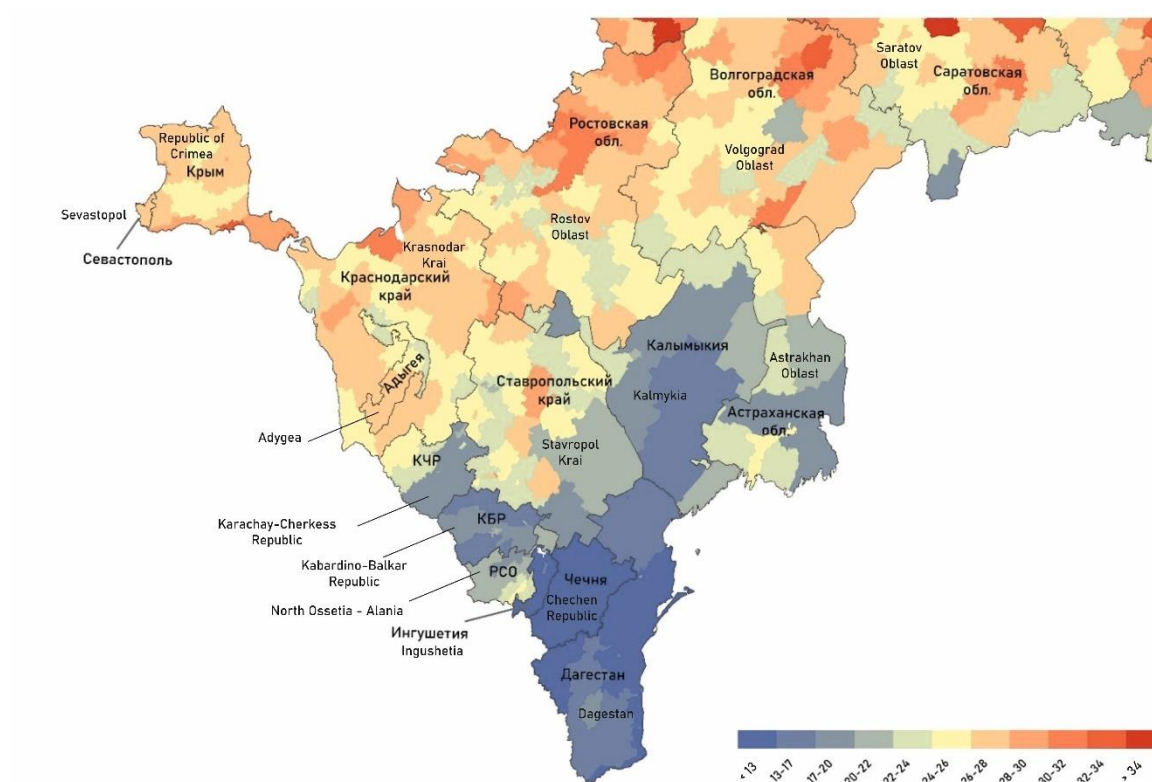 Saratov
Oblast
Волгоградская
обл.
Саратовская
обл.
Ростовская
обл.
Republic of
Crimea
Крым
Volgograd
Oblast
Sevastopol
Севастополь
Rostov
Oblast
Krasnodar
Krai
Краснодарский
край
Калымыкия
Astrakhan
Oblast
Адыгея
Ставропольский
край
Kalmykia
Астраханская
обл.
Adygea
Stavropol
Krai
КЧР
Karachay-Cherkess
Republic
КБР
Kabardino-Balkar
Republic
РСО
Чечня
North Ossetia - Alania
Chechen
Republic
Ингушетия
Ingushetia
Дагестан
Dagestan
< 13
13-17
17-20
20-22
22-24
24-26
26-28
28-30
30-32
32-34
> 34